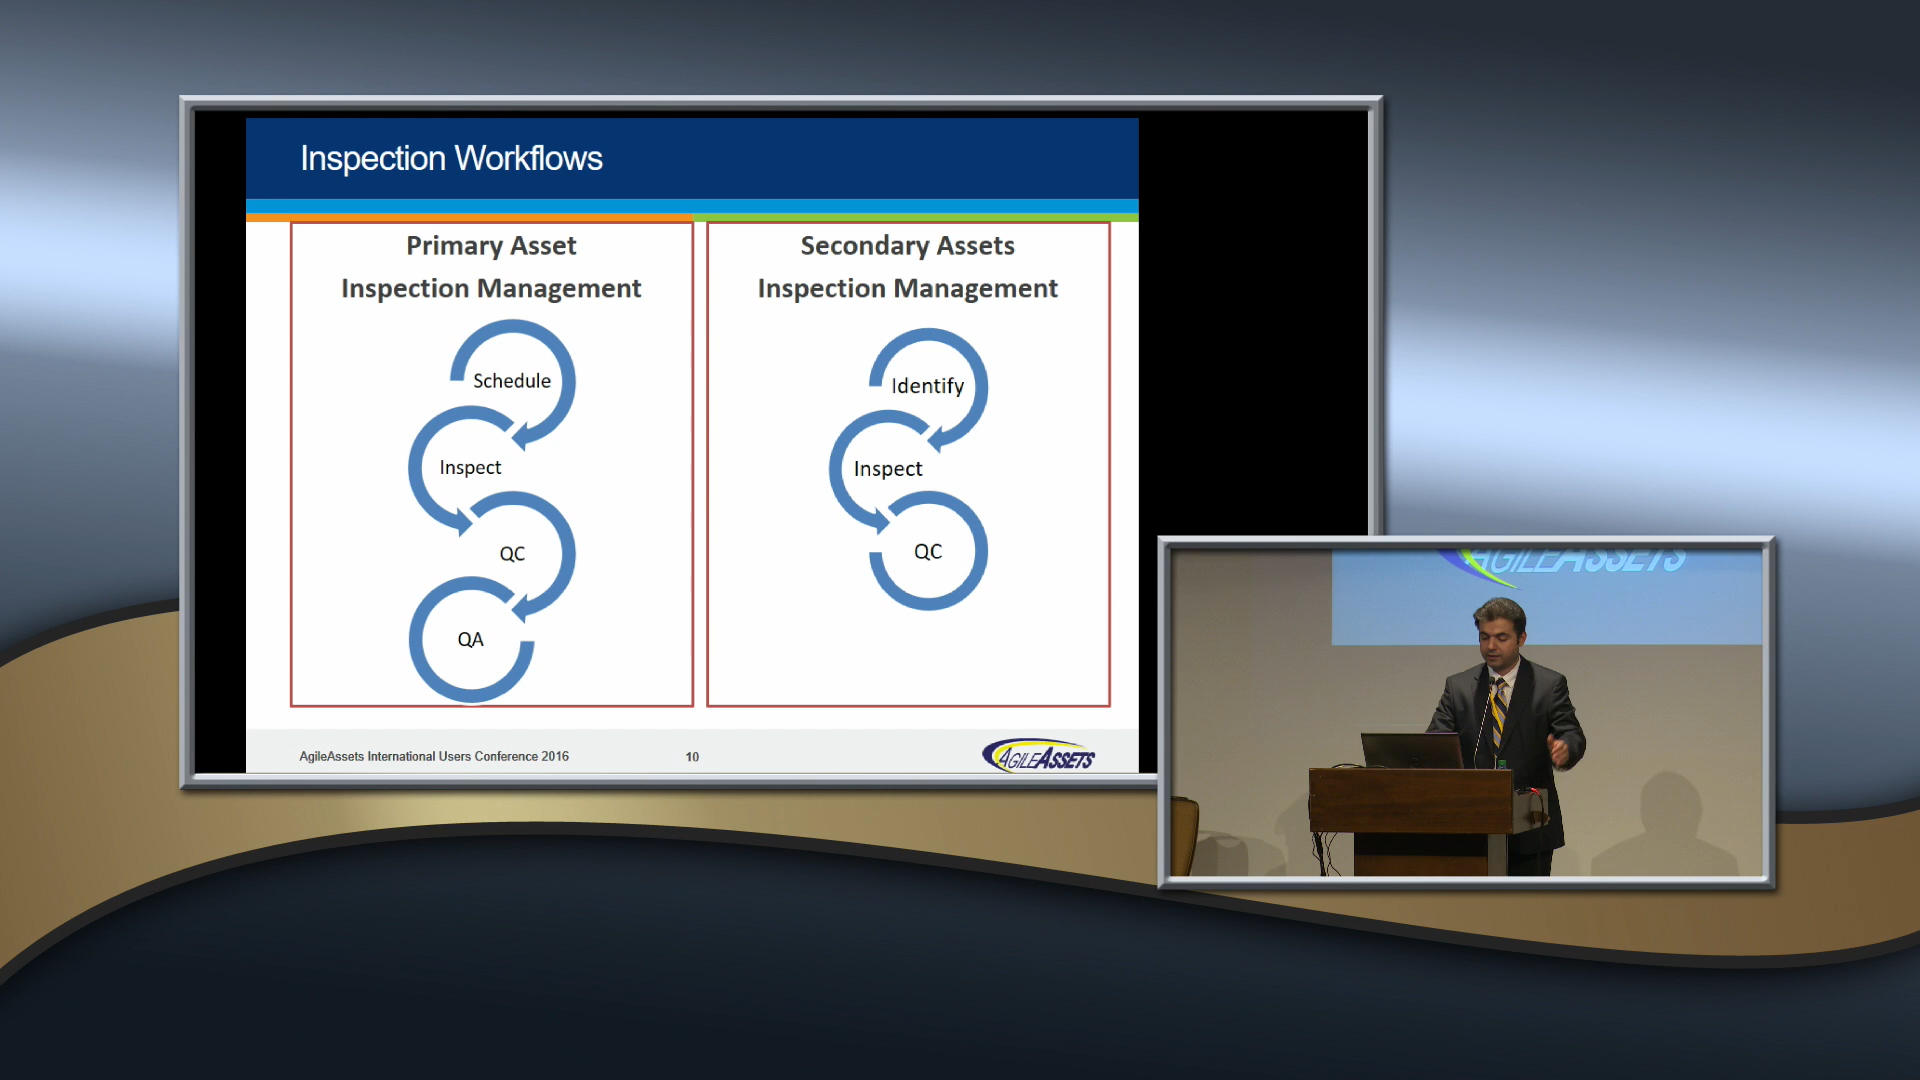 Inspection Workflows
Primary Asset
Inspection Management
Schedule
Inspect
QC
QA
Secondary Assets
Inspection Management
Identify
Inspect
QC
AgileAssets International Users Conference 2016
10
AGILEASSETS
AGILEASSETS